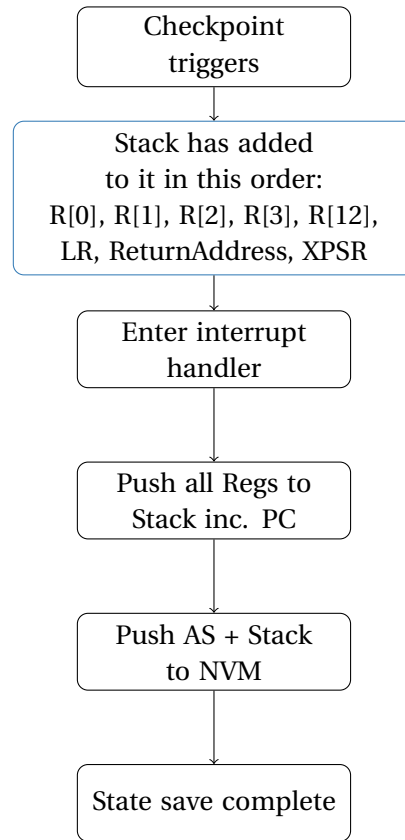 Checkpoint
triggers
Stack has added
to it in this order:
R[0], R[1], R[2], R[3], R[12],
LR, ReturnAddress, XPSR
Enter interrupt
handler
Push all Regs to
Stack inc. PC
Push AS + Stack
to NVM
State save complete